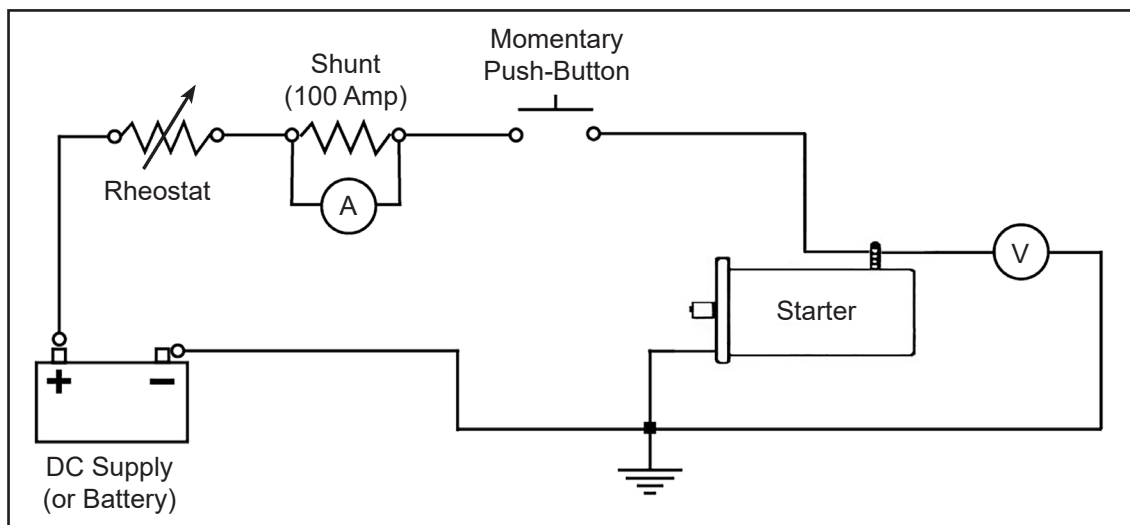 Momentary
Push-Button
Shunt
(100 Amp)
Rheostat
A
V
Starter
+ −
DC Supply
(or Battery)